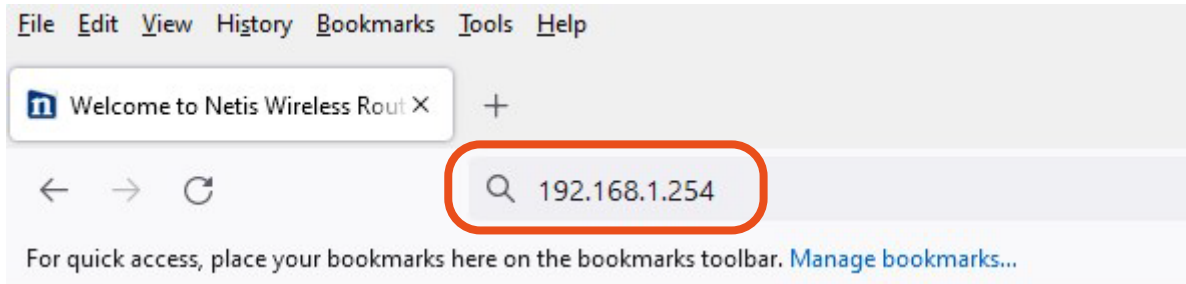 File Edit View History Bookmarks Tools Help
n Welcome to Netis Wireless Rout
192.168.1.254
For quick access, place your bookmarks here on the bookmarks toolbar. Manage bookmarks...